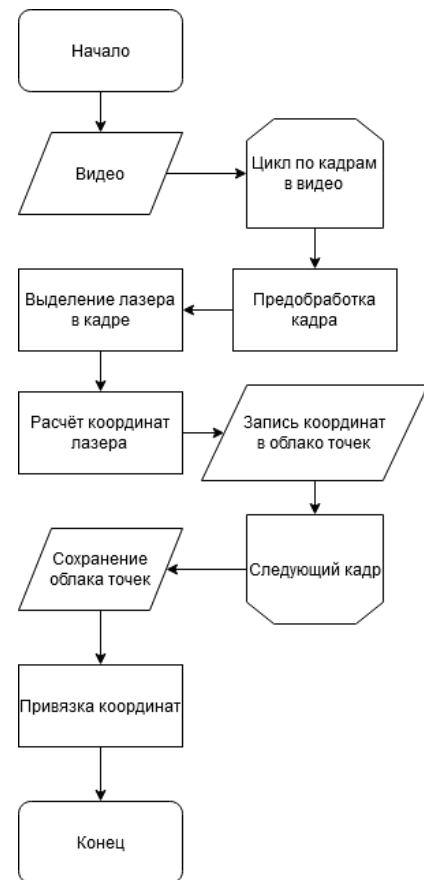 Начало
Видео
Цикл по кадрам
в видео
Предобработка
кадра
Выделение лазера
в кадре
Расчёт координат
лазера
Запись координат
в облако точек
Следующий кадр
Сохранение
облака точек
Привязка координат
Конец